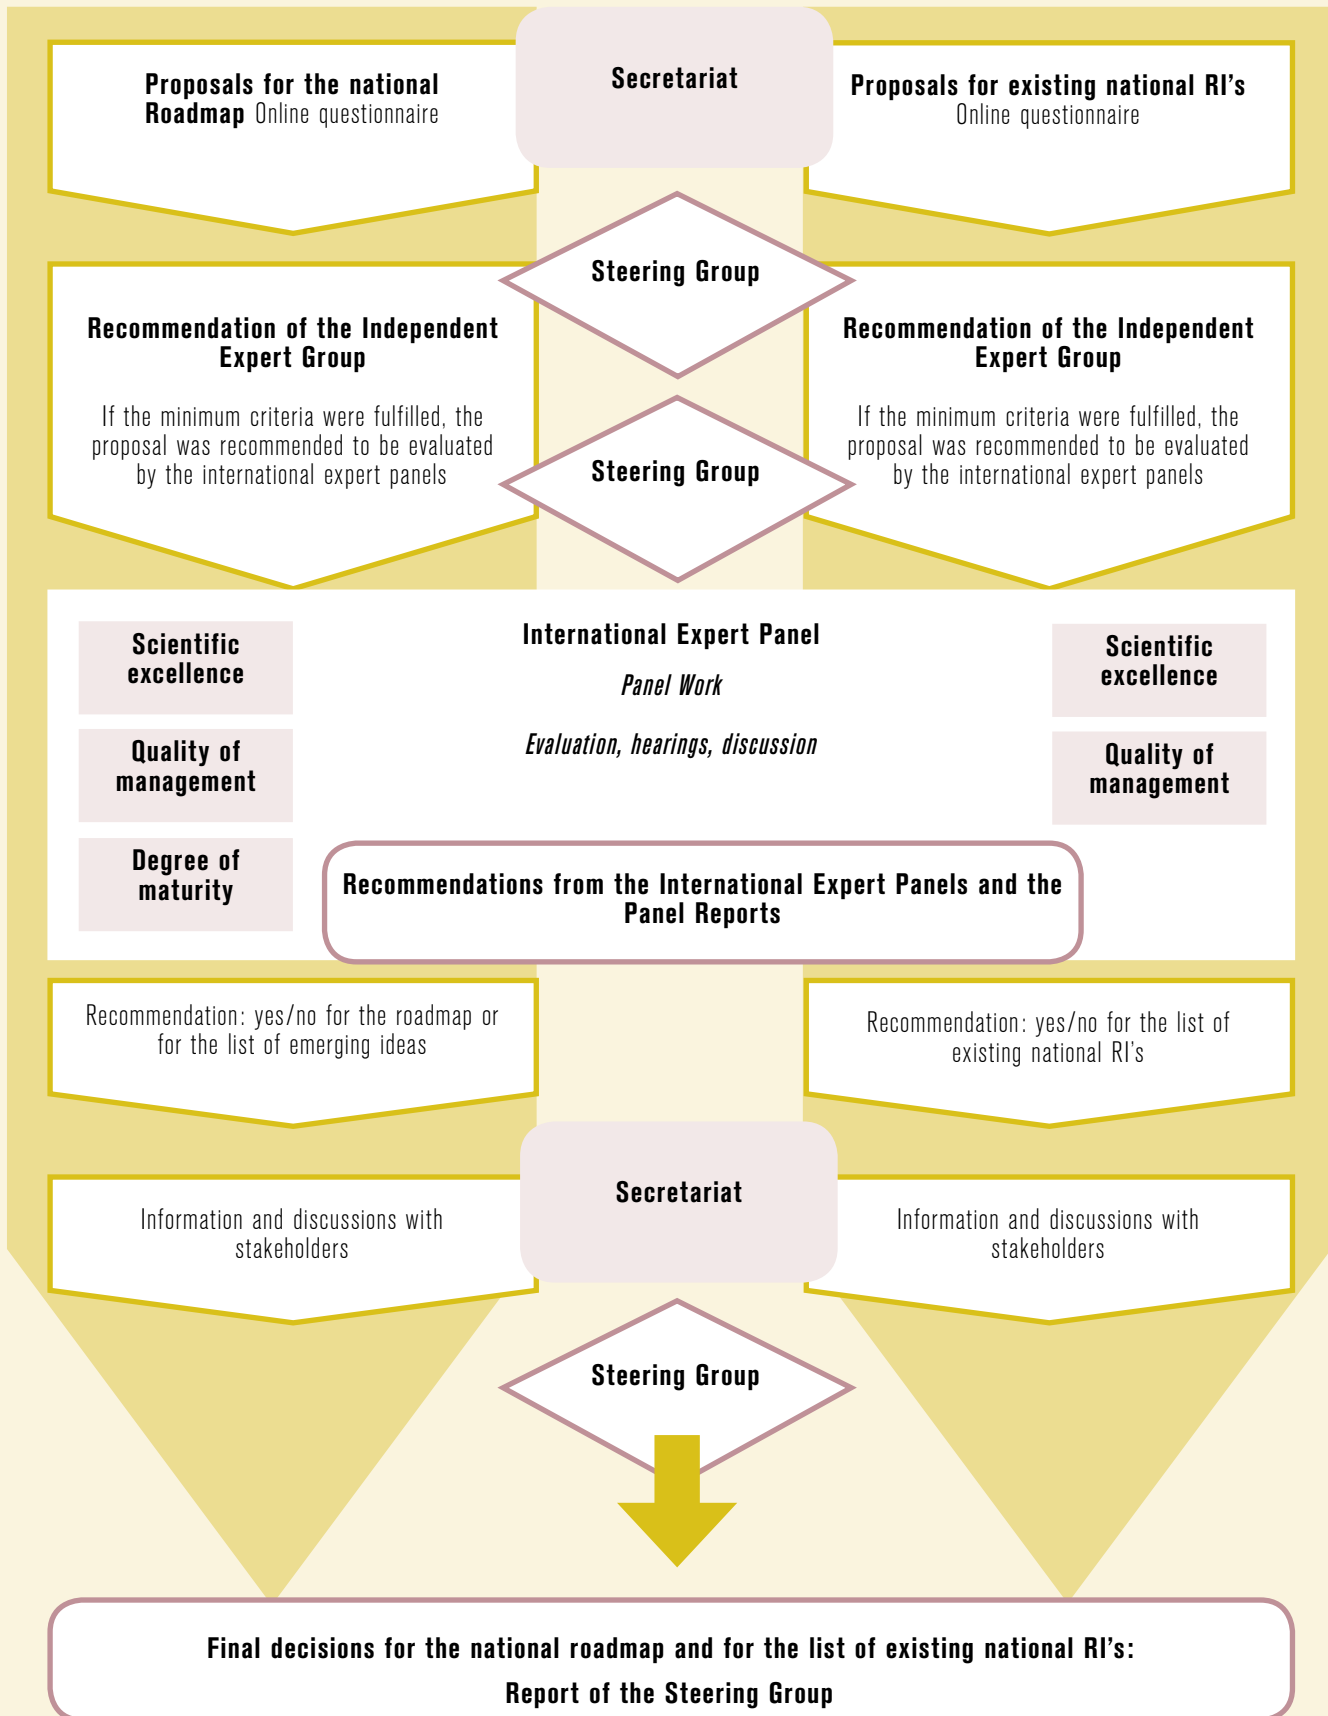 Proposals for the national
Roadmap Online questionnaire
Secretariat
Proposals for existing national RI's
Online questionnaire
Steering Group
Recommendation of the Independent
Expert Group
If the minimum criteria were fulfilled, the
proposal was recommended to be evaluated
by the international expert panels
Steering Group
Recommendation of the Independent
Expert Group
If the minimum criteria were fulfilled, the
proposal was recommended to be evaluated
by the international expert panels
Scientific
excellence
Quality of
management
Degree of
maturity
International Expert Panel
Panel Work
Evaluation, hearings, discussion
Scientific
excellence
Quality of
management
Recommendations from the International Expert Panels and the
Panel Reports
Recommendation: yes/no for the roadmap or
for the list of emerging ideas
Recommendation: yes/no for the list of
existing national RI's
Secretariat
Information and discussions with
stakeholders
Information and discussions with
stakeholders
Steering Group
Final decisions for the national roadmap and for the list of existing national RI's:
Report of the Steering Group